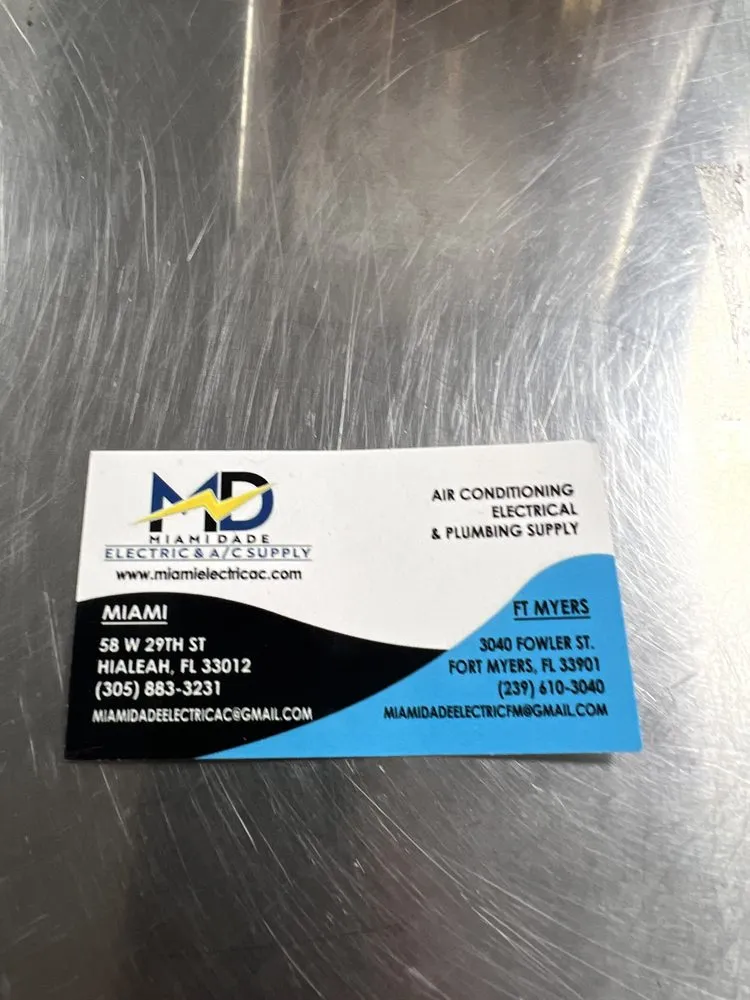 MD
MIAMI DADE
ELECTRIC & A/C SUPPLY
www.miamielectricac.com
AIR CONDITIONING
ELECTRICAL
& PLUMBING SUPPLY
MIAMI
58 W 29TH ST
HIALEAH, FL 33012
(305) 883-3231
MIAMIDADEELECTRICAC@GMAIL.COM
FT MYERS
3040 FOWLER ST.
FORT MYERS, FL 33901
(239) 610-3040
MIAMIDADEELECTRICFM@GMAIL.COM